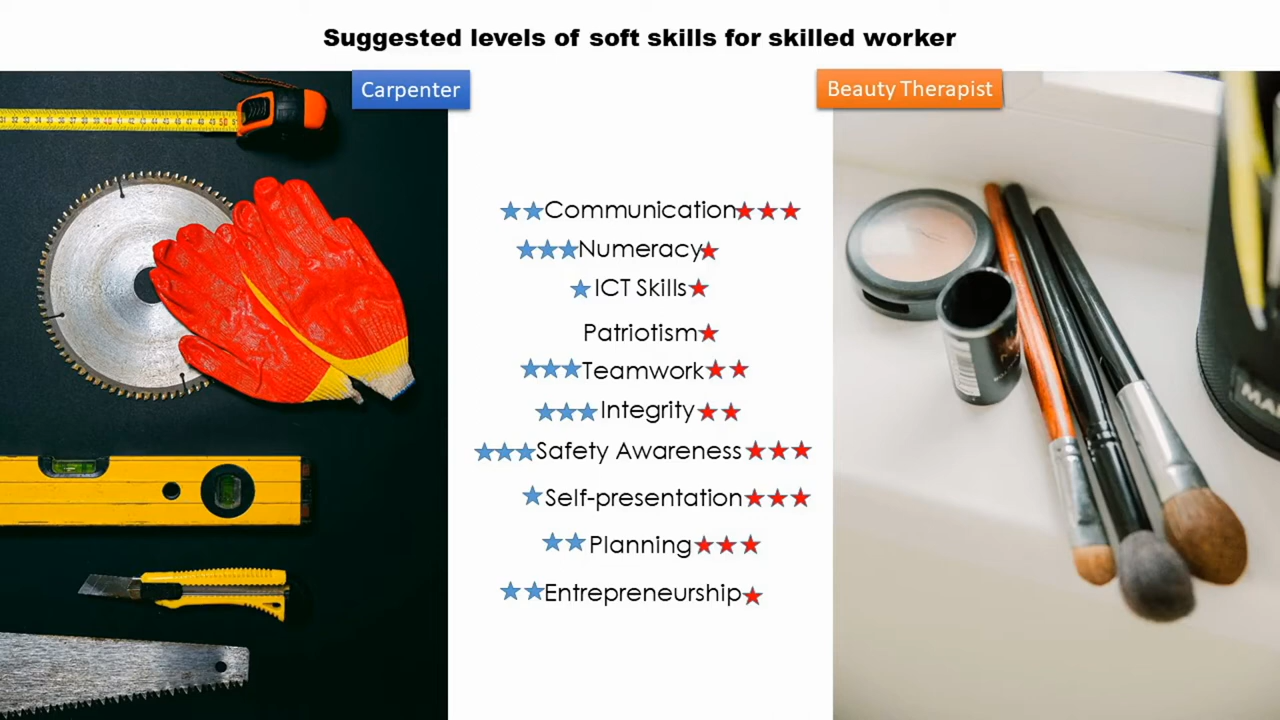 Suggested levels of soft skills for skilled worker
Carpenter
Beauty Therapist
Communication
Numeracy
ICT Skills
Patriotism
Teamwork
Integrity
Safety Awareness
Self-presentation
Planning
Entrepreneurship